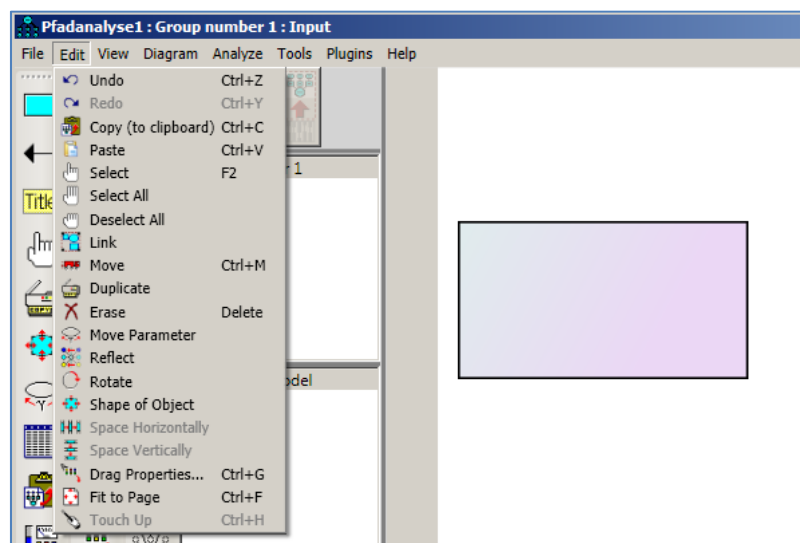 Pfadanalyse1 : Group number 1 : Input
File Edit View Diagram Analyze Tools Plugins Help
Undo Ctrl+Z
Redo Ctrl+Y
Copy (to clipboard) Ctrl+C
Paste Ctrl+V
Select F2
Select All
Deselect All
Link
Move Ctrl+M
Duplicate
Erase Delete
Move Parameter
Reflect
Rotate
Shape of Object
Space Horizontally
Space Vertically
Drag Properties... Ctrl+G
Fit to Page Ctrl+F
Touch Up Ctrl+H
Title
1